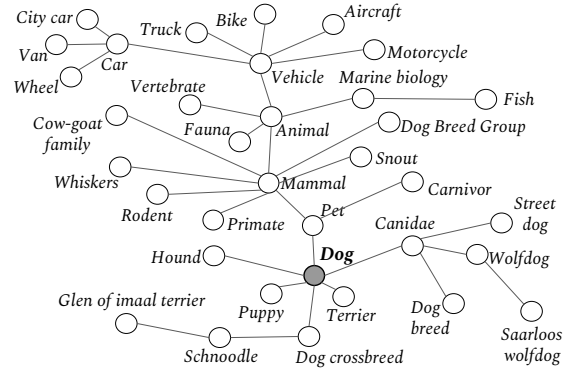 City car
Van
Wheel
Car
Truck
Bike
Aircraft
Motorcycle
Vehicle
Marine biology
Fish
Vertebrate
Fauna
Animal
Dog Breed Group
Cow-goat
family
Snout
Whiskers
Mammal
Carnivor
Rodent
Primate
Pet
Canidae
Street
dog
Hound
Dog
Wolfdog
Glen of imaal terrier
Puppy
Terrier
Dog
breed
Saarloos
wolfdog
Schnoodle
Dog crossbreed